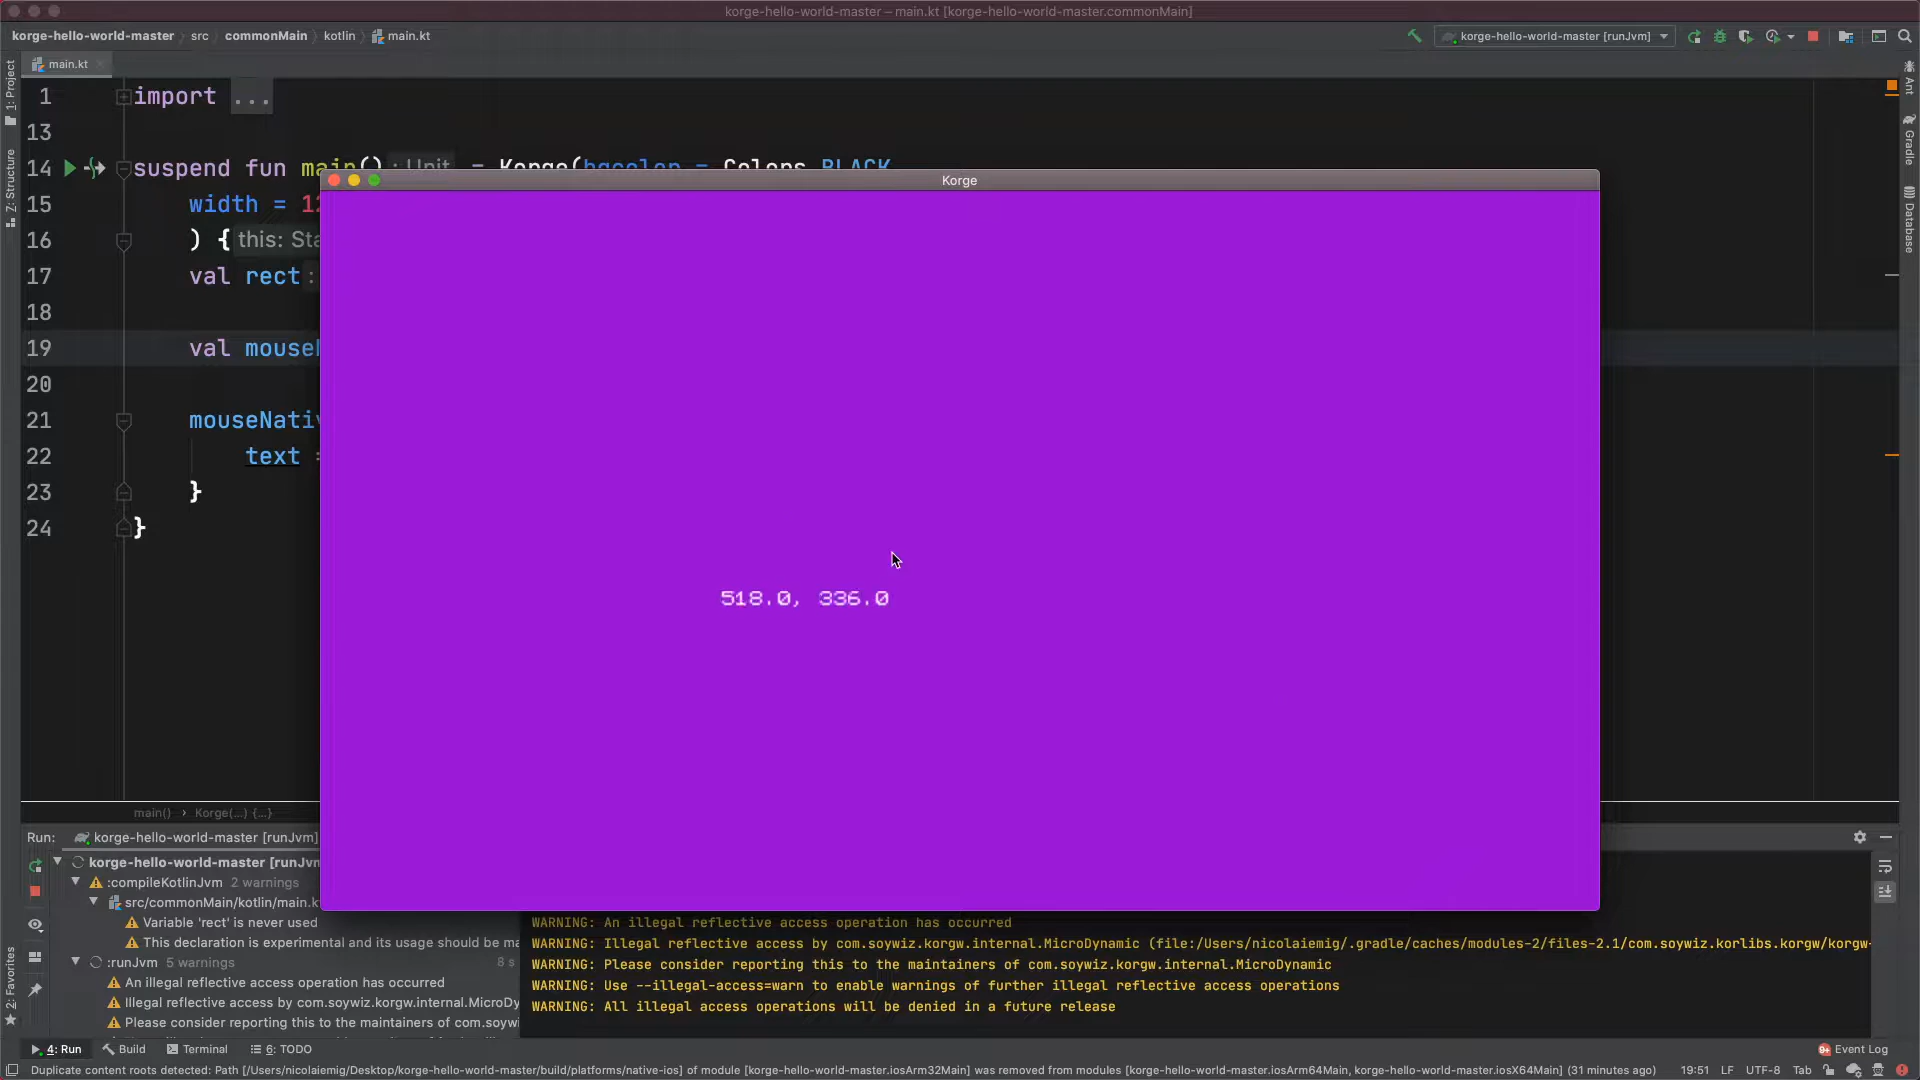 korge-hello-world-master – main.kt [korge-hello-world-master.commonMain]
korge-hello-world-master › src › commonMain › kotlin › main.kt
korge-hello-world-master [runJvm]
main.kt
1: Project
Z: Structure
2: Favorites
Ant
Gradle
Database
1 import ...
13
14 suspend fun main() : Unit = Korge(bgcolor = Colors.BLACK
15 width = 12
16 ) { this: Sta
17 val rect :
18
19 val mouse
20
21 mouseNativ
22 text =
23 }
24 }
Korge
518.0, 336.0
main() › Korge(...) {...}
Run: korge-hello-world-master [runJvm]
korge-hello-world-master [runJvm
:compileKotlinJvm 2 warnings
src/commonMain/kotlin/main.k
Variable 'rect' is never used
This declaration is experimental and its usage should be ma
:runJvm 5 warnings 8 s
An illegal reflective access operation has occurred
Illegal reflective access by com.soywiz.korgw.internal.MicroDy
Please consider reporting this to the maintainers of com.soywi
WARNING: An illegal reflective access operation has occurred
WARNING: Illegal reflective access by com.soywiz.korgw.internal.MicroDynamic (file:/Users/nicolaiemig/.gradle/caches/modules-2/files-2.1/com.soywiz.korlibs.korgw/korgw-
WARNING: Please consider reporting this to the maintainers of com.soywiz.korgw.internal.MicroDynamic
WARNING: Use --illegal-access=warn to enable warnings of further illegal reflective access operations
WARNING: All illegal access operations will be denied in a future release
4: Run
Build
Terminal
6: TODO
Event Log
Duplicate content roots detected: Path [/Users/nicolaiemig/Desktop/korge-hello-world-master/build/platforms/native-ios] of module [korge-hello-world-master.iosArm32Main] was removed from modules [korge-hello-world-master.iosArm64Main, korge-hello-world-master.iosX64Main] (31 minutes ago)
19:51 LF UTF-8 Tab